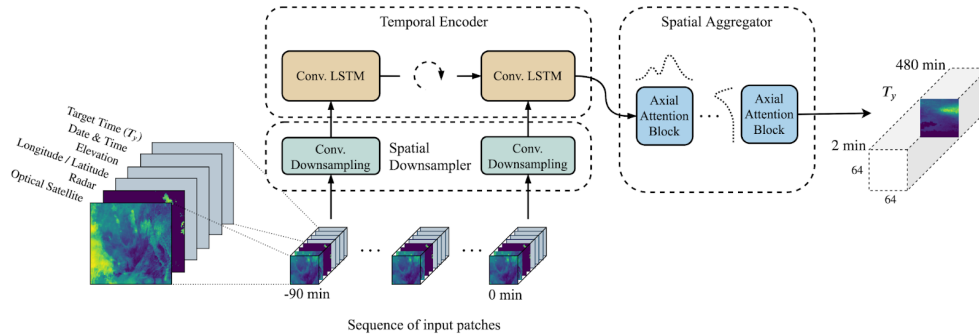 Temporal Encoder
Spatial Aggregator
Conv. LSTM
Conv. LSTM
480 min
T_y
Axial
Attention
Block
Axial
Attention
Block
Target Time (T_y)
Date & Time
Elevation
Longitude / Latitude
Radar
Optical Satellite
Conv.
Downsampling
Spatial
Downsampler
Conv.
Downsampling
2 min
64
64
-90 min
0 min
Sequence of input patches